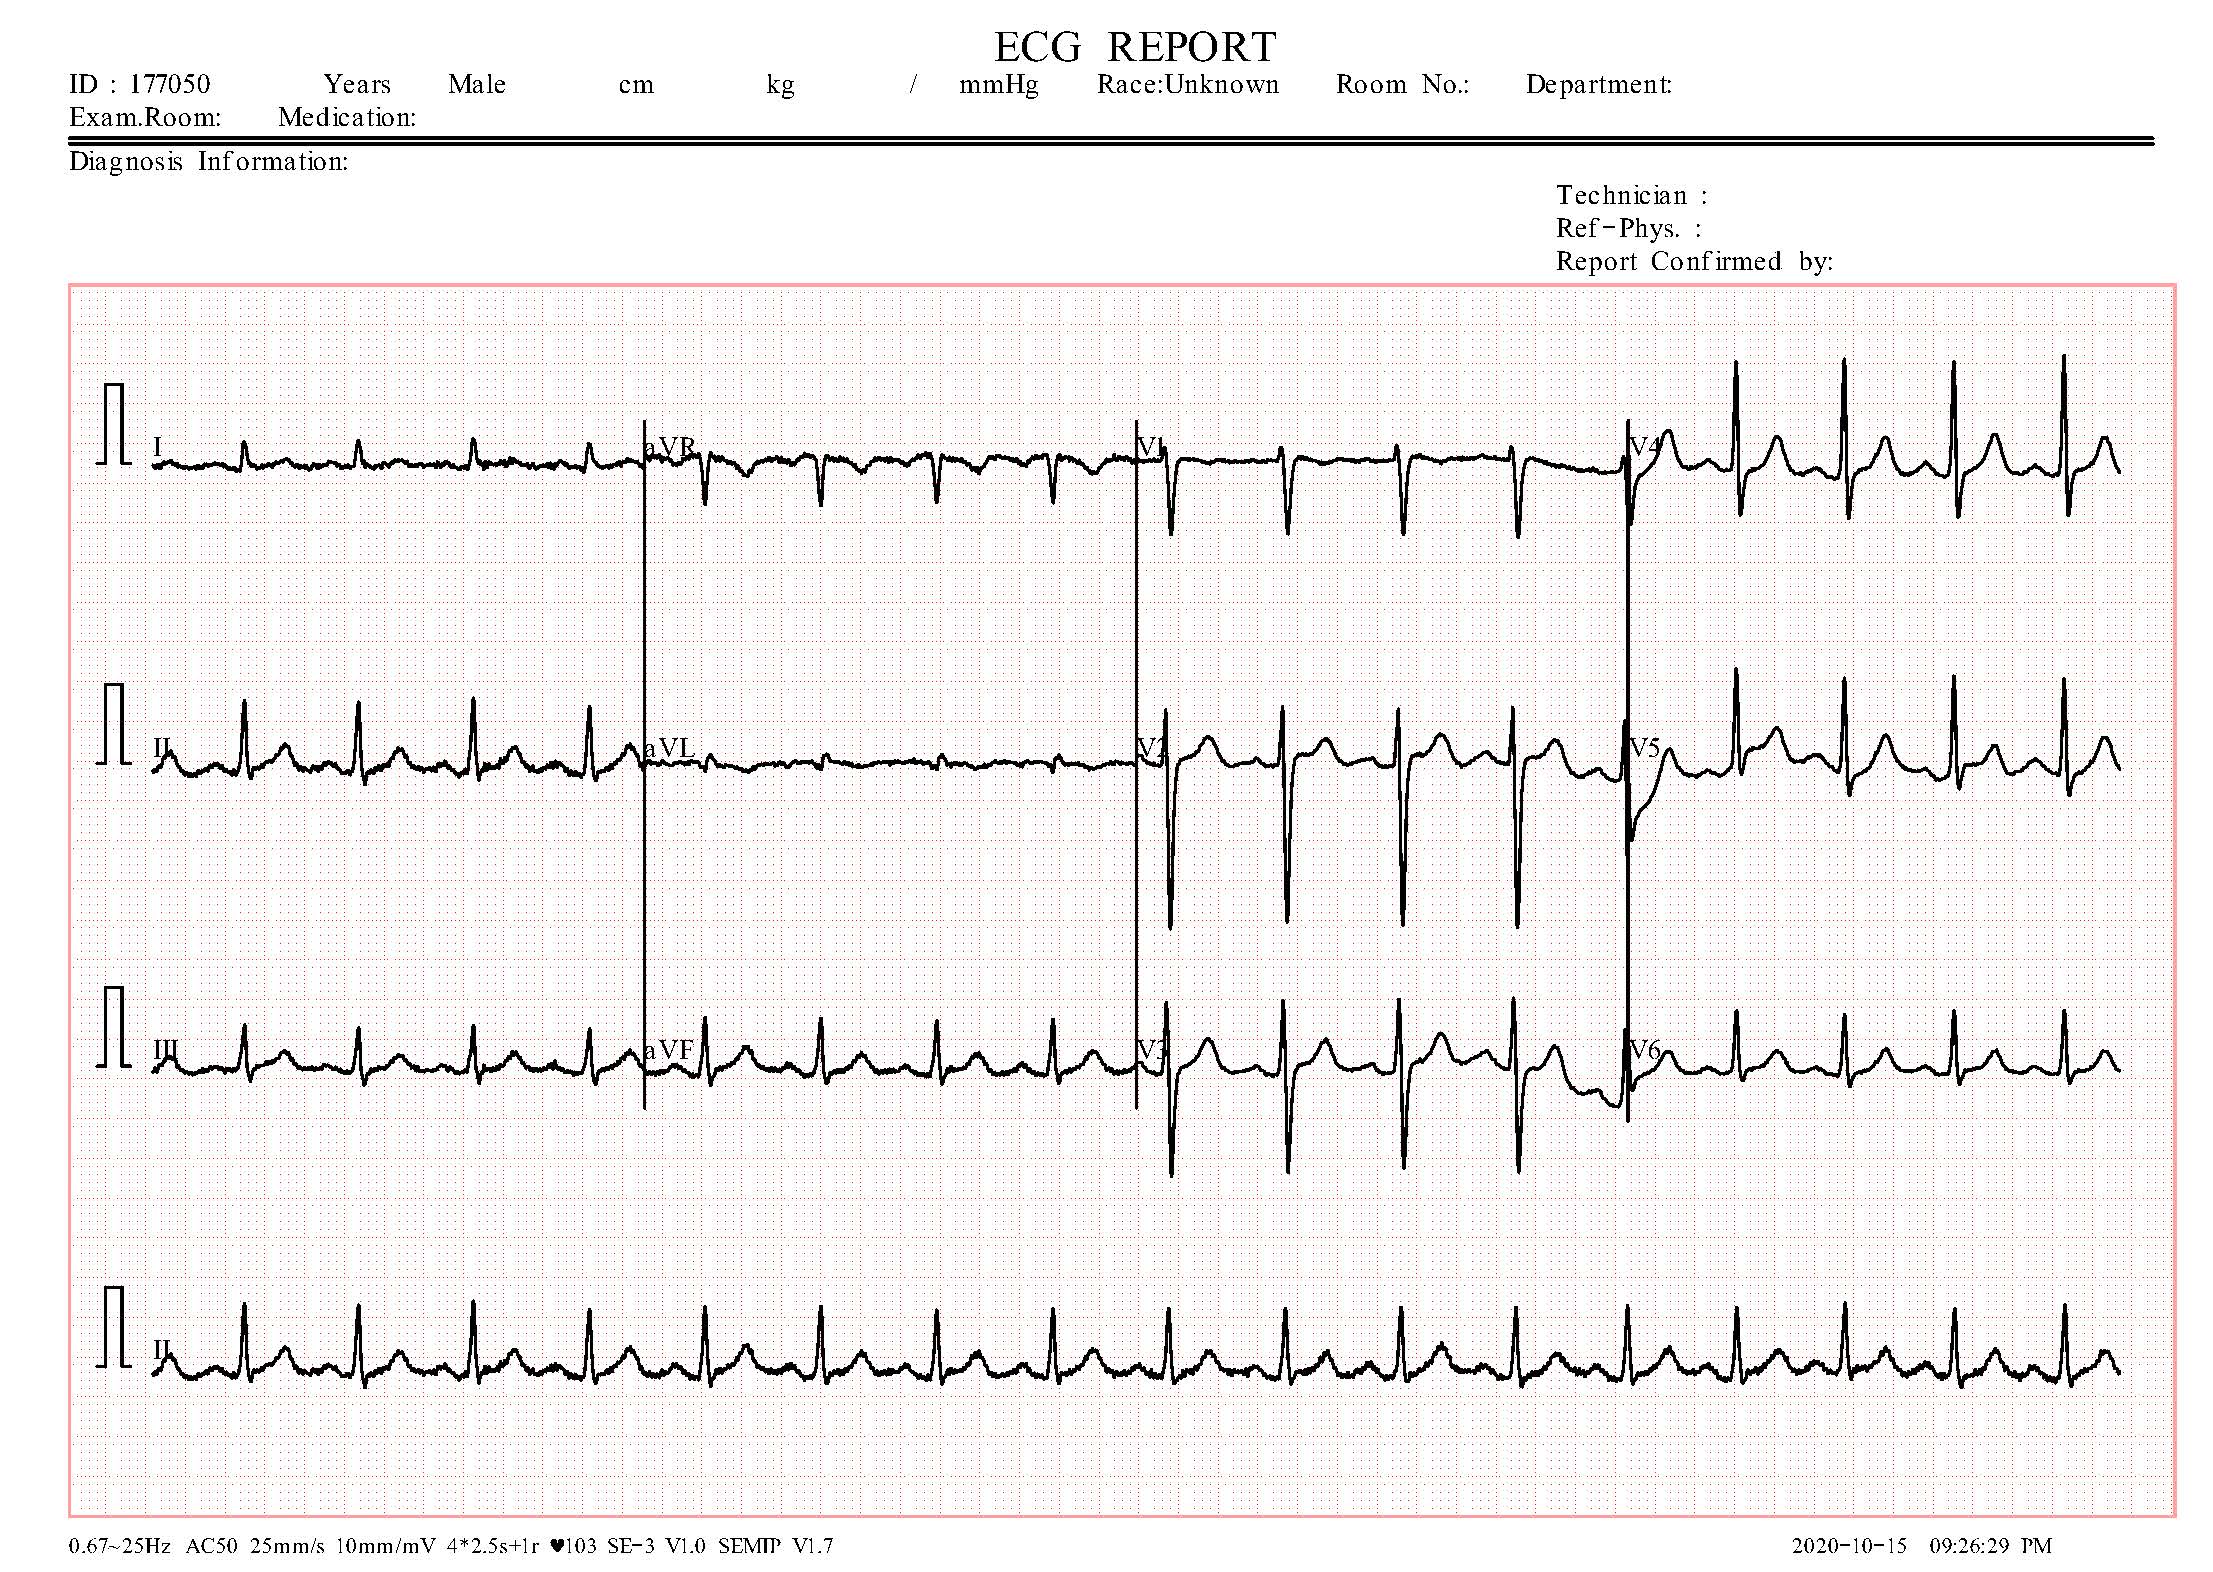 ECG REPORT
ID : 177050 Years Male cm kg / mmHg Race:Unknown Room No.: Department:
Exam.Room: Medication:
Diagnosis Information:
Technician :
Ref-Phys. :
Report Confirmed by:
I aVR V1 V4
II aVL V2 V5
III aVF V3 V6
II
0.67~25Hz AC50 25mm/s 10mm/mV 4*2.5s+1r ♥103 SE-3 V1.0 SEMIP V1.7
2020-10-15 09:26:29 PM